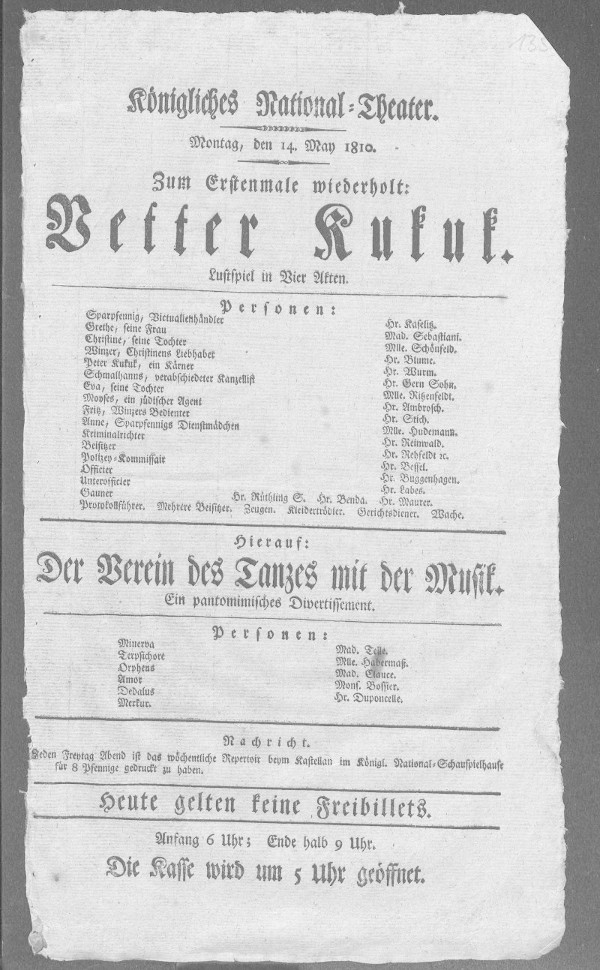 135
Königliches National-Theater.
Montag, den 14. May 1810.
Zum Erstenmale wiederholt:
Vetter Kukuk.
Lustspiel in Vier Akten.
Personen:
Sparpfennig, Victualienhändler Hr. Kaselitz.
Grethe, seine Frau Mad. Sebastiani.
Christine, seine Tochter Mlle. Schönfeld.
Winzer, Christinens Liebhaber Hr. Blume.
Peter Kukuk, ein Kärner Hr. Wurm.
Schmalhanns, verabschiedeter Kanzellist Hr. Gern Sohn.
Eva, seine Tochter Mlle. Ritzenfeldt.
Moyses, ein jüdischer Agent Hr. Ambrosch.
Fritz, Winzers Bedienter Hr. Stich.
Anne, Sparpfennigs Dienstmädchen Mlle. Hudemann.
Kriminalrichter Hr. Reinwald.
Beisitzer Hr. Rehfeldt ꝛc.
Polizey-Kommissair Hr. Bessel.
Officier Hr. Buggenhagen.
Unterofficier Hr. Labes.
Gauner Hr. Rüthling S. Hr. Benda. Hr. Maurer.
Protokollführer. Mehrere Beisitzer. Zeugen. Kleidertrödler. Gerichtsdiener. Wache.
Hierauf:
Der Verein des Tanzes mit der Musik.
Ein pantomimisches Divertissement.
Personen:
Minerva Mad. Telle.
Terpsichore Mlle. Habermaß.
Orpheus Mad. Clauce.
Amor Mons. Bossier.
Dedalus Hr. Duponcelle.
Merkur.
Nachricht.
Jeden Freytag Abend ist das wöchentliche Repertoir beym Kastellan im Königl. National-Schauspielhause
für 8 Pfennige gedruckt zu haben.
Heute gelten keine Freibillets.
Anfang 6 Uhr; Ende halb 9 Uhr.
Die Kasse wird um 5 Uhr geöffnet.